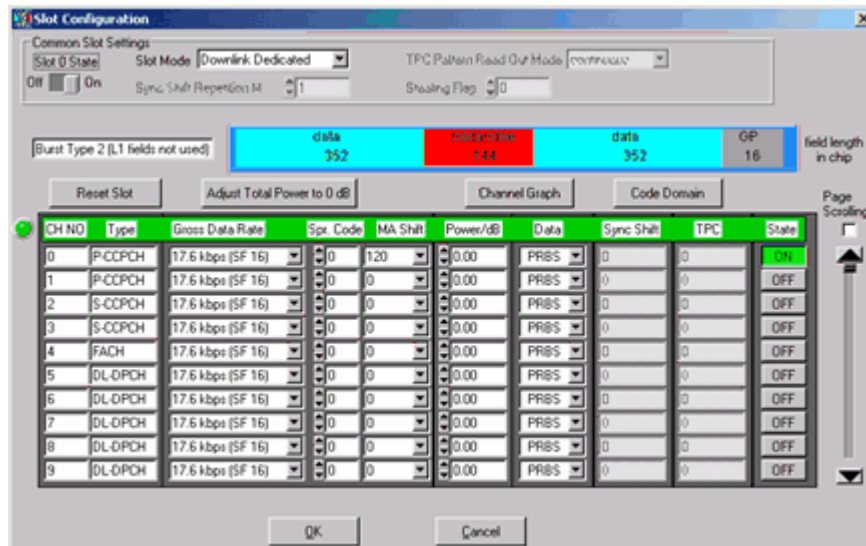 Slot Configuration
Common Slot Settings
Slot 0 State
Off On
Slot Mode Downlink Dedicated
TPC Pattern Read Out Mode continuous
Sync Shift Repetition M 1
Stealing Flag 0
Burst Type 2 (L1 fields not used)
data data GP
352 144 352 16
field length in chip
Reset Slot Adjust Total Power to 0 dB Channel Graph Code Domain
Page Scrolling
CH NO Type Gross Data Rate Spr. Code MA Shift Power/dB Data Sync Shift TPC State
0 P-CCPCH 17.6 kbps (SF 16) 0 120 0.00 PRBS 0 0 ON
1 P-CCPCH 17.6 kbps (SF 16) 0 0 0.00 PRBS 0 0 OFF
2 S-CCPCH 17.6 kbps (SF 16) 0 0 0.00 PRBS 0 0 OFF
3 S-CCPCH 17.6 kbps (SF 16) 0 0 0.00 PRBS 0 0 OFF
4 FACH 17.6 kbps (SF 16) 0 0 0.00 PRBS 0 0 OFF
5 DL-DPCH 17.6 kbps (SF 16) 0 0 0.00 PRBS 0 0 OFF
6 DL-DPCH 17.6 kbps (SF 16) 0 0 0.00 PRBS 0 0 OFF
7 DL-DPCH 17.6 kbps (SF 16) 0 0 0.00 PRBS 0 0 OFF
8 DL-DPCH 17.6 kbps (SF 16) 0 0 0.00 PRBS 0 0 OFF
9 DL-DPCH 17.6 kbps (SF 16) 0 0 0.00 PRBS 0 0 OFF
OK Cancel